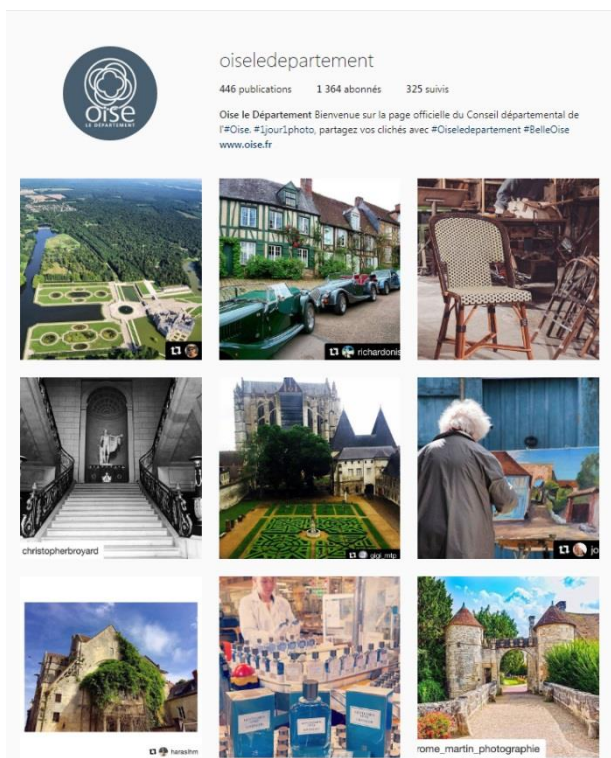 oiseledepartement
446 publications 1 364 abonnés 325 suivis
Oise le Département Bienvenue sur la page officielle du Conseil départemental de
l'#Oise. #1jour1photo, partagez vos clichés avec #Oiseledepartement #BelleOise
www.oise.fr
oise
LE DÉPARTEMENT
richardonis
christopherbroyard
gigi_mtp
jo
haraslhm
rome_martin_photographie